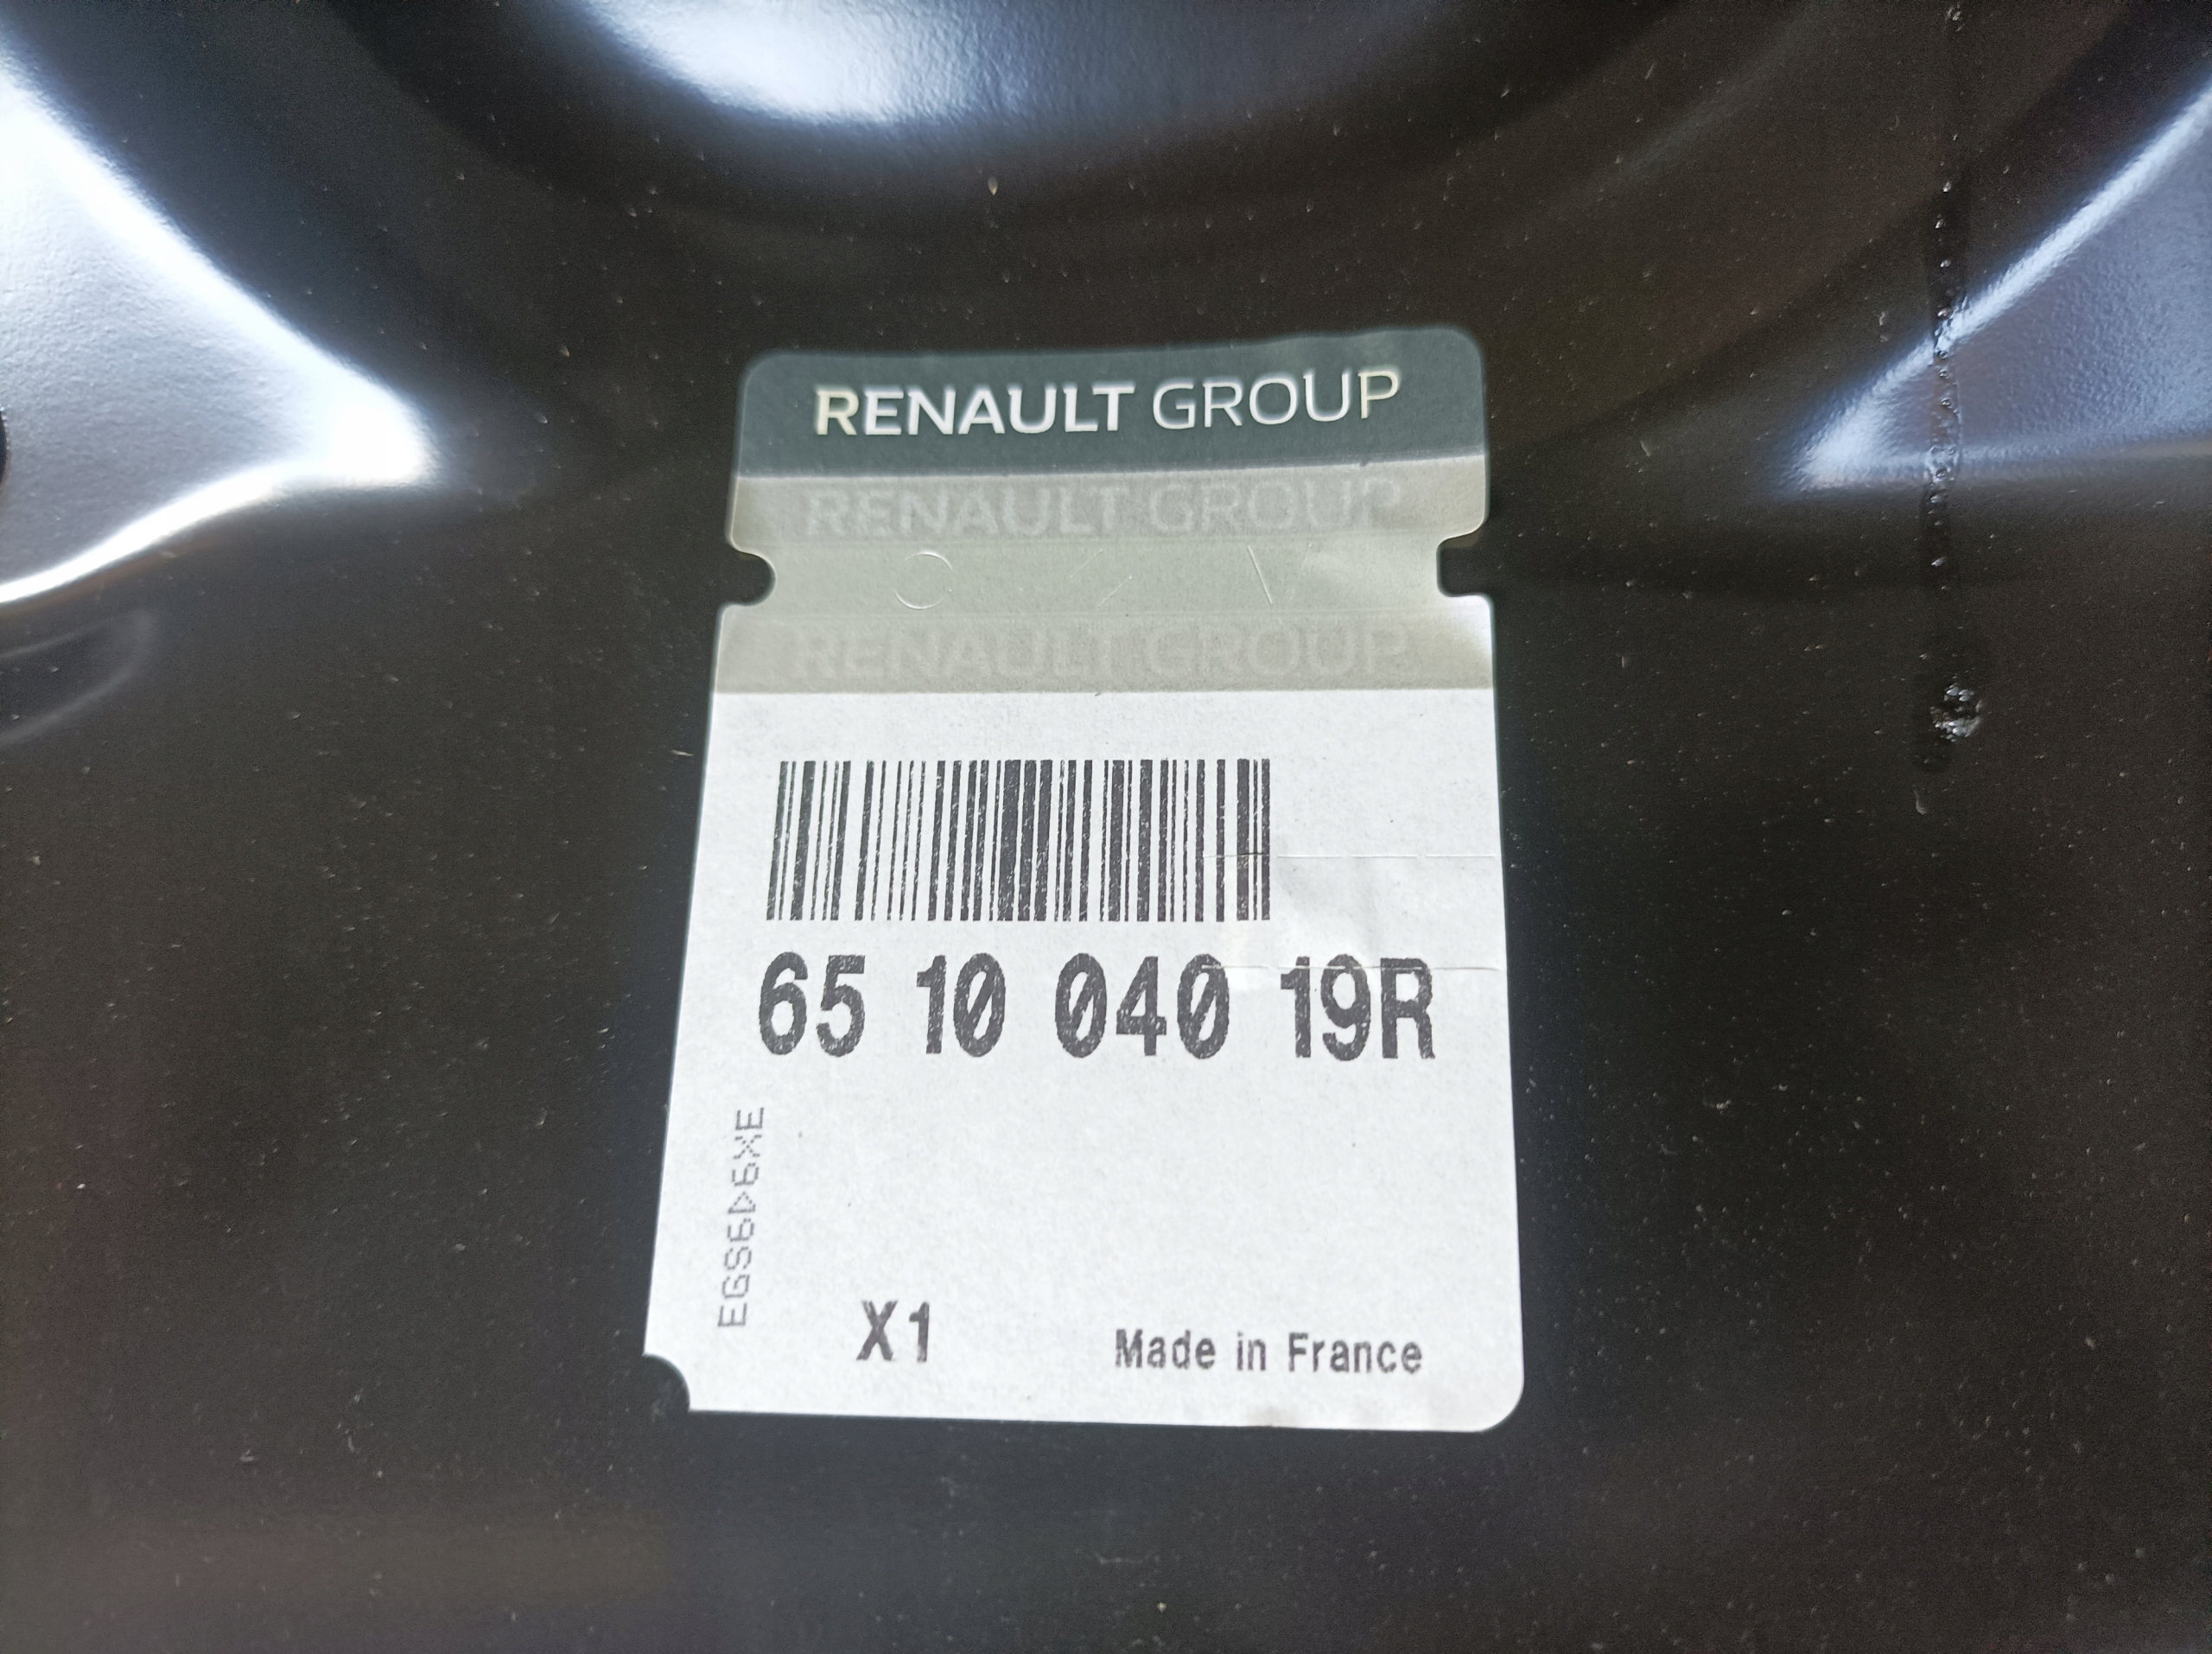 RENAULT GROUP
RENAULT GROUP
RENAULT GROUP
65 10 040 19R
EGS6D6XE
X1
Made in France